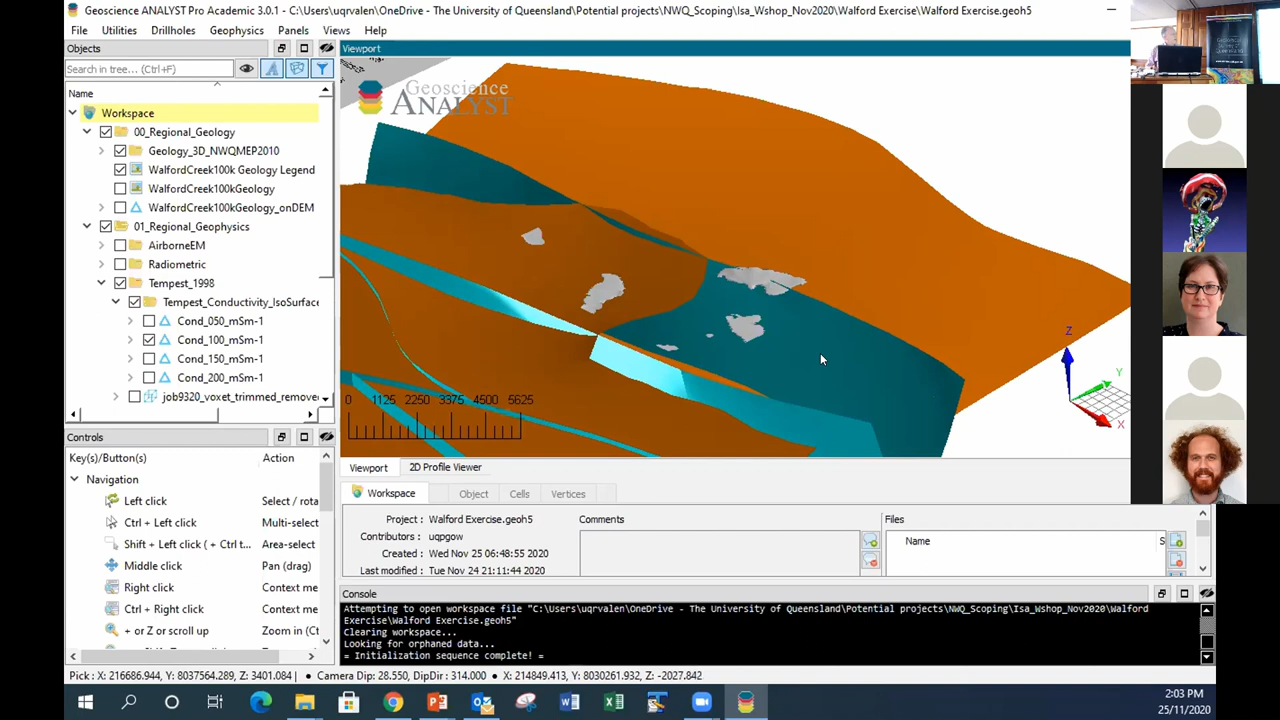 Geoscience ANALYST Pro Academic 3.0.1 - C:\Users\uqrvalen\OneDrive - The University of Queensland\Potential projects\NWQ_Scoping\Isa_Wshop_Nov2020\Walford Exercise\Walford Exercise.geoh5
File Utilities Drillholes Geophysics Panels Views Help
Objects
Viewport
Search in tree... (Ctrl+F)
Name
Workspace
00_Regional_Geology
Geology_3D_NWQMEP2010
WalfordCreek100k Geology Legend
WalfordCreek100kGeology
WalfordCreek100kGeology_onDEM
01_Regional_Geophysics
AirborneEM
Radiometric
Tempest_1998
Tempest_Conductivity_IsoSurface
Cond_050_mSm-1
Cond_100_mSm-1
Cond_150_mSm-1
Cond_200_mSm-1
job9320_voxet_trimmed_remove
Geoscience
ANALYST
0 1125 2250 3375 4500 5625
Z
Y
X
Controls
Key(s)/Button(s) Action
Navigation
Left click Select / rota
Ctrl + Left click Multi-select
Shift + Left click ( + Ctrl t... Area-select
Middle click Pan (drag)
Right click Context me
Ctrl + Right click Context me
+ or Z or scroll up Zoom in (Ct
Viewport 2D Profile Viewer
Workspace Object Cells Vertices
Project: Walford Exercise.geoh5
Contributors: uqpgow
Created: Wed Nov 25 06:48:55 2020
Last modified: Tue Nov 24 21:11:44 2020
Comments
Files
Name S
Console
Attempting to open workspace file "C:\Users\uqrvalen\OneDrive - The University of Queensland\Potential projects\NWQ_Scoping\Isa_Wshop_Nov2020\Walford
Exercise\Walford Exercise.geoh5"
Clearing workspace...
Looking for orphaned data...
= Initialization sequence complete! =
Pick : X: 216686.944, Y: 8037564.289, Z: 3401.084 | • Camera Dip: 28.550, DipDir : 314.000 • X: 214849.413, Y: 8030261.932, Z: -2027.842
2:03 PM
25/11/2020